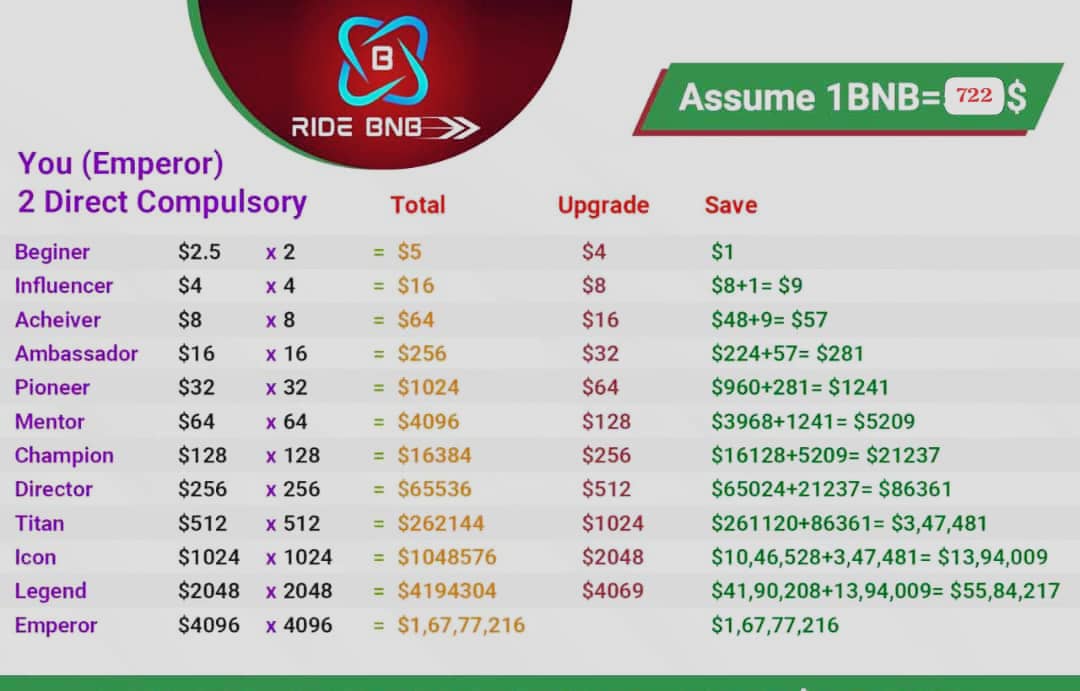 B
RIDE BNB
Assume 1BNB= 722 $
You (Emperor)
2 Direct Compulsory Total Upgrade Save
Beginer $2.5 x 2 = $5 $4 $1
Influencer $4 x 4 = $16 $8 $8+1= $9
Acheiver $8 x 8 = $64 $16 $48+9= $57
Ambassador $16 x 16 = $256 $32 $224+57= $281
Pioneer $32 x 32 = $1024 $64 $960+281= $1241
Mentor $64 x 64 = $4096 $128 $3968+1241= $5209
Champion $128 x 128 = $16384 $256 $16128+5209= $21237
Director $256 x 256 = $65536 $512 $65024+21237= $86361
Titan $512 x 512 = $262144 $1024 $261120+86361= $3,47,481
Icon $1024 x 1024 = $1048576 $2048 $10,46,528+3,47,481= $13,94,009
Legend $2048 x 2048 = $4194304 $4069 $41,90,208+13,94,009= $55,84,217
Emperor $4096 x 4096 = $1,67,77,216 $1,67,77,216